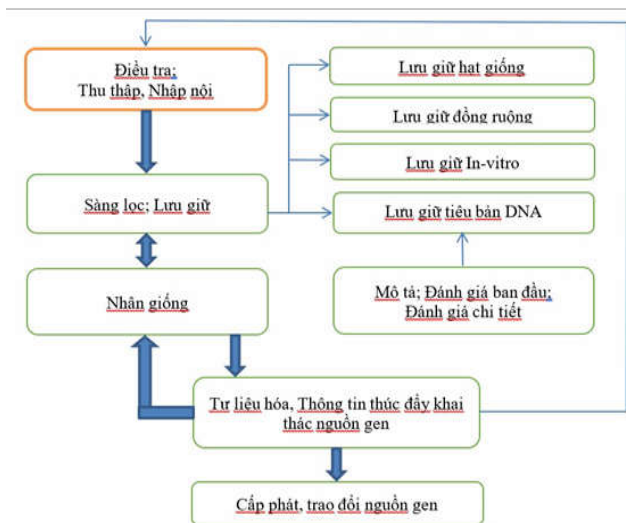 Điều tra;
Thu thập, Nhập nội
Lưu giữ hạt giống
Lưu giữ đồng ruộng
Lưu giữ In-vitro
Sàng lọc; Lưu giữ
Lưu giữ tiêu bản DNA
Nhân giống
Mô tả; Đánh giá ban đầu;
Đánh giá chi tiết
Tư liệu hóa, Thông tin thúc đẩy khai
thác nguồn gen
Cấp phát, trao đổi nguồn gen